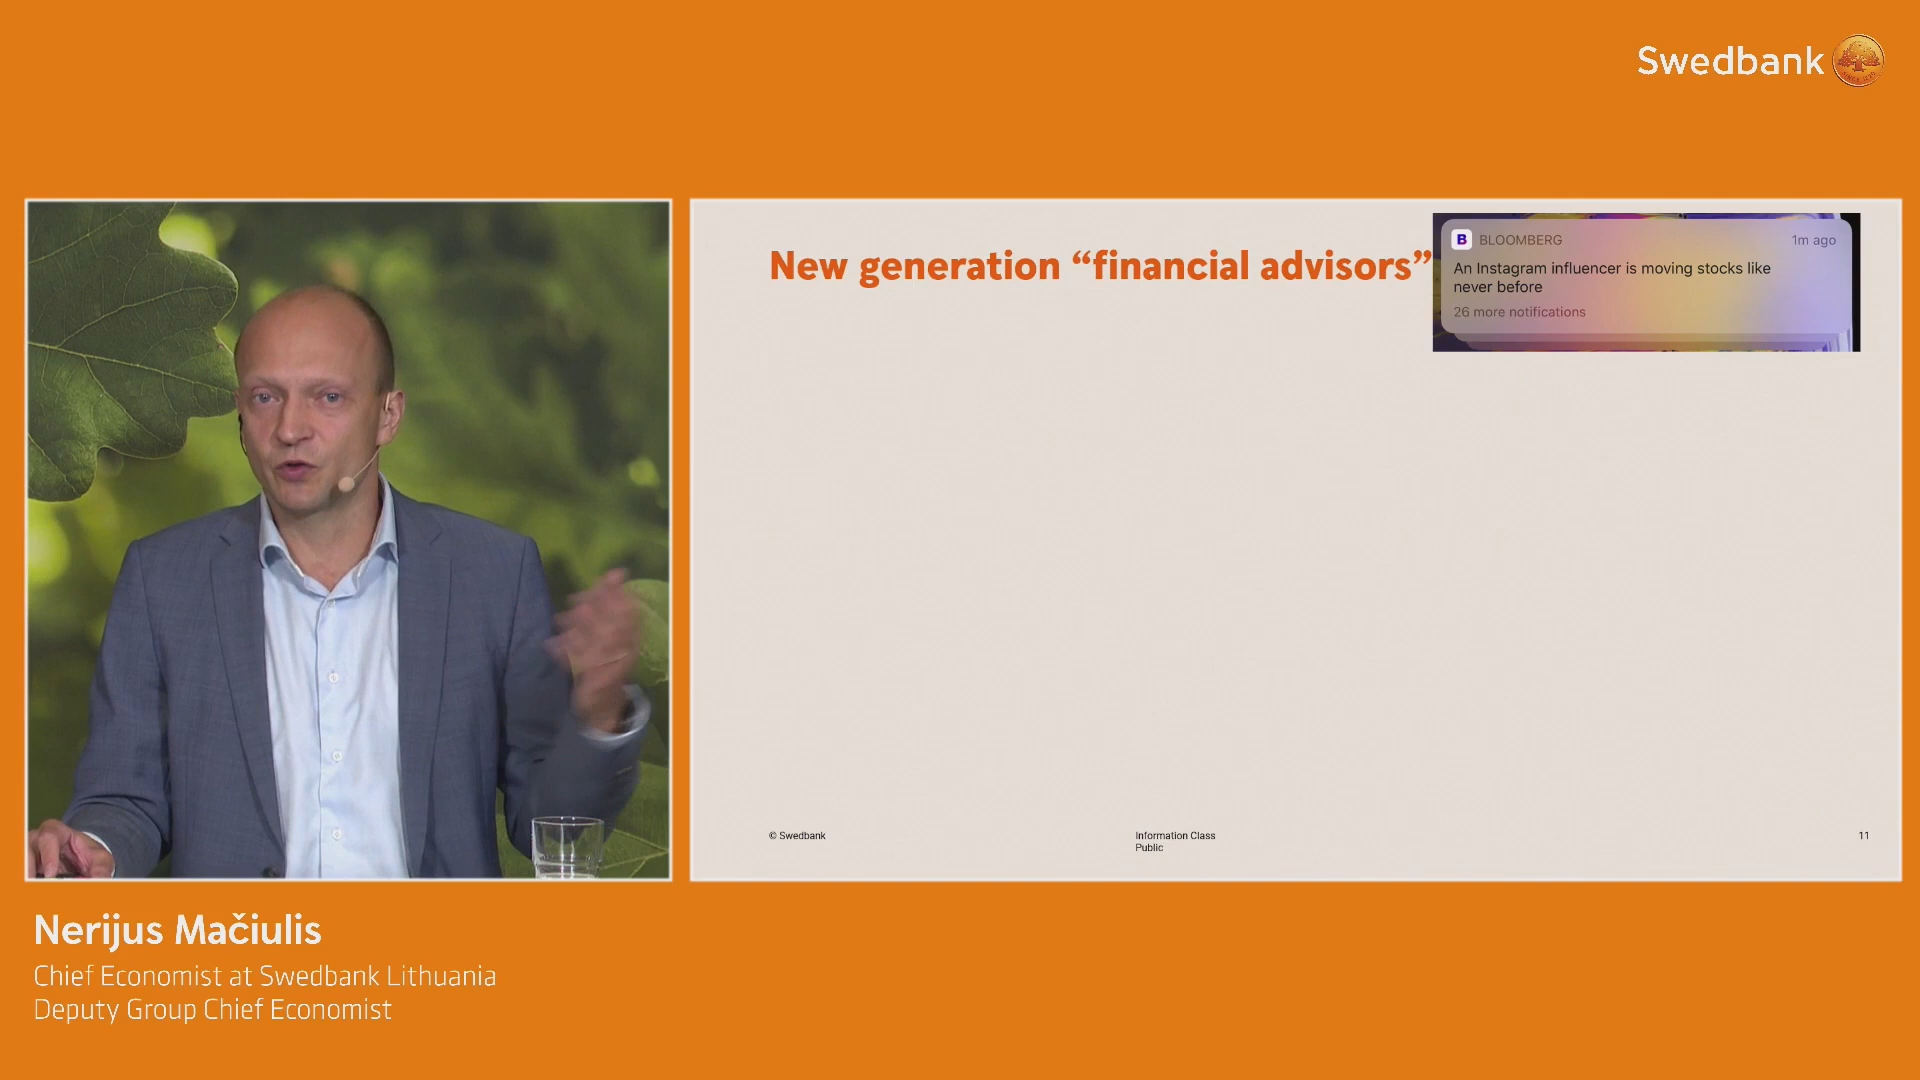 Swedbank
New generation “financial advisors”
B BLOOMBERG
1m ago
An Instagram influencer is moving stocks like
never before
26 more notifications
© Swedbank
Information Class
Public
11
Nerijus Mačiulis
Chief Economist at Swedbank Lithuania
Deputy Group Chief Economist